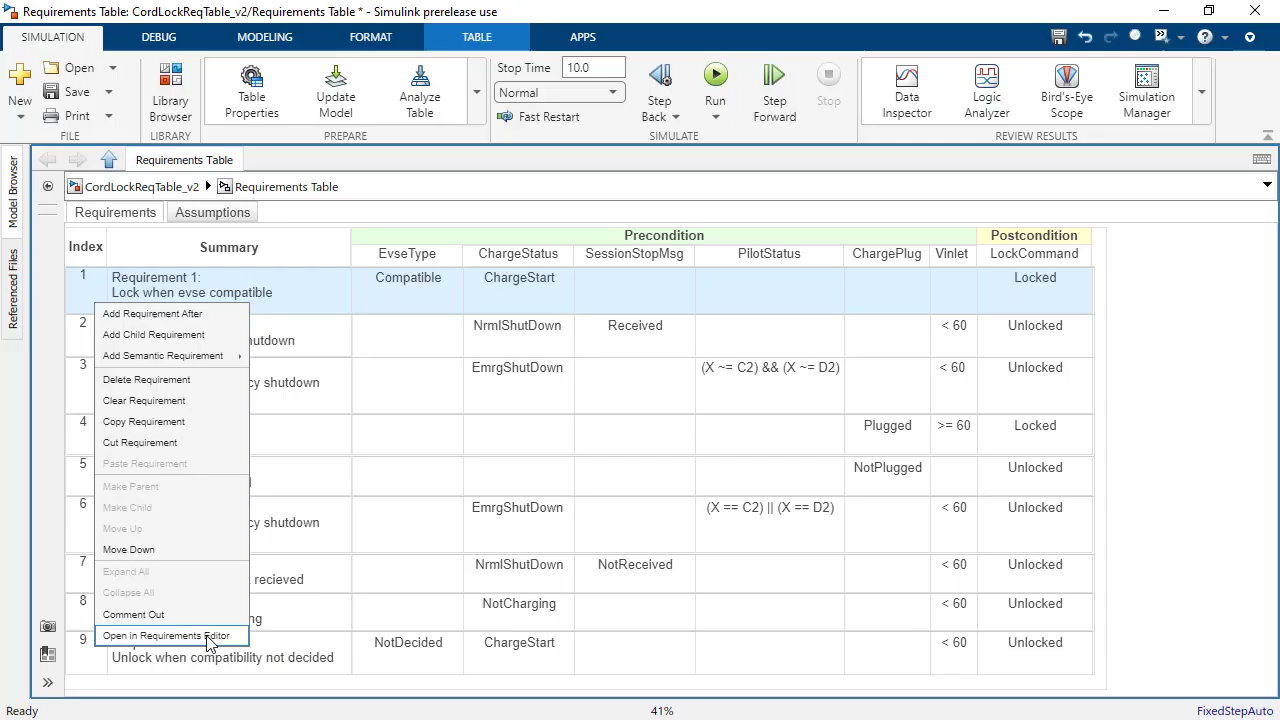 Requirements Table: CordLockReqTable_v2/Requirements Table * - Simulink prerelease use
SIMULATION DEBUG MODELING FORMAT TABLE APPS
New
Open
Save
Print
FILE
Library Browser
LIBRARY
Table Properties
Update Model
Analyze Table
PREPARE
Stop Time 10.0
Normal
Fast Restart
Step Back
Run
Step Forward
Stop
SIMULATE
Data Inspector
Logic Analyzer
Bird's-Eye Scope
Simulation Manager
REVIEW RESULTS
Model Browser
Referenced Files
Requirements Table
CordLockReqTable_v2 Requirements Table
Requirements Assumptions
Index Summary Precondition Postcondition
EvseType ChargeStatus SessionStopMsg PilotStatus ChargePlug Vinlet LockCommand
1 Requirement 1: Compatible ChargeStart Locked
Lock when evse compatible
2 NrmlShutDown Received < 60 Unlocked
3 EmrgShutDown (X ~= C2) && (X ~= D2) < 60 Unlocked
cy shutdown
4 Plugged >= 60 Locked
5 NotPlugged Unlocked
6 EmrgShutDown (X == C2) || (X == D2) < 60 Unlocked
cy shutdown
7 NrmlShutDown NotReceived < 60 Unlocked
recieved
8 NotCharging < 60 Unlocked
ng
9 NotDecided ChargeStart < 60 Unlocked
Unlock when compatibility not decided
Add Requirement After
Add Child Requirement
Add Semantic Requirement
Delete Requirement
Clear Requirement
Copy Requirement
Cut Requirement
Paste Requirement
Make Parent
Make Child
Move Up
Move Down
Expand All
Collapse All
Comment Out
Open in Requirements Editor
Ready 41% FixedStepAuto